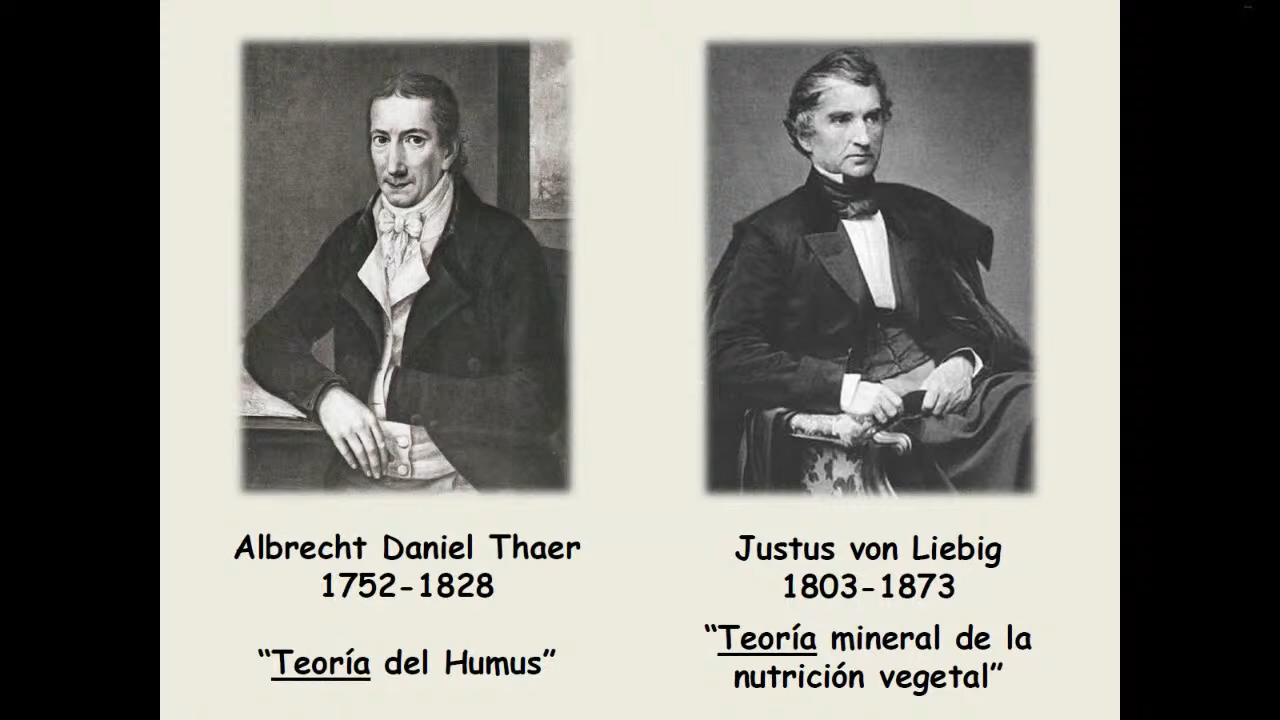 Albrecht Daniel Thaer
1752-1828
“Teoría del Humus”
Justus von Liebig
1803-1873
“Teoría mineral de la
nutrición vegetal”